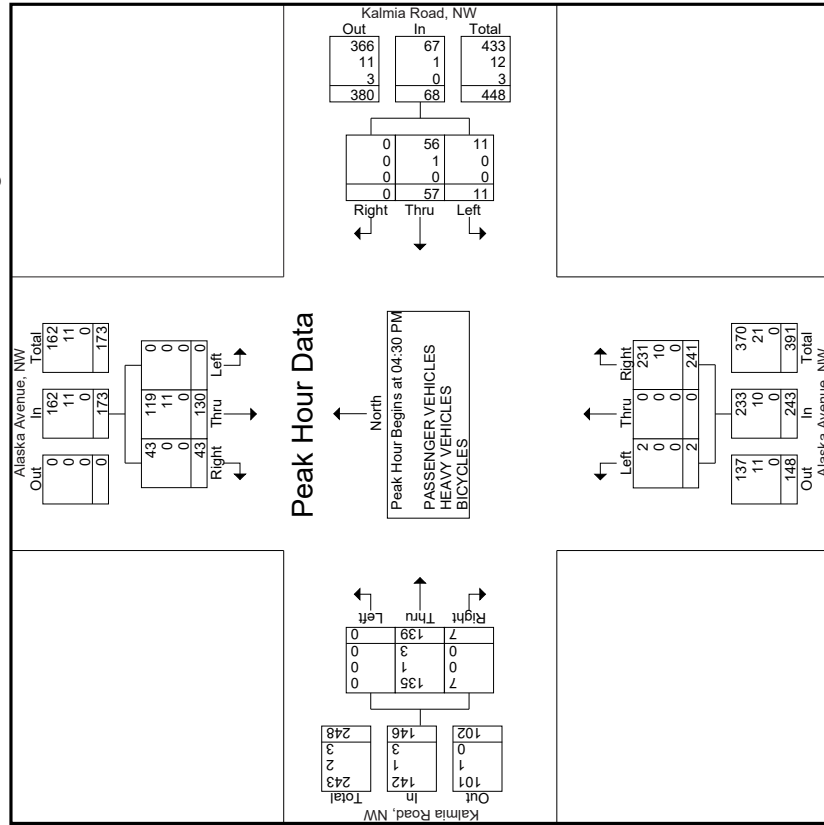 Kalmia Road, NW
Out In Total
366 67 433
11 1 12
3 0 3
380 68 448
0 56 11
0 1 0
0 0 0
0 57 11
Right Thru Left
Alaska Avenue, NW
Out In Total
0 162 162
0 11 11
0 0 0
0 173 173
43 119 0
0 11 0
0 0 0
43 130 0
Right Thru Left
Peak Hour Data
North
Peak Hour Begins at 04:30 PM
PASSENGER VEHICLES
HEAVY VEHICLES
BICYCLES
Left Thru Right
2 0 231
0 0 10
0 0 0
2 0 241
Out In Total
137 233 370
11 10 21
0 0 0
148 243 391
Alaska Avenue, NW
Left Thru Right
0 139 7
0 3 0
0 1 0
0 135 7
248 146 102
3 3 0
2 1 1
243 142 101
Total In Out
Kalmia Road, NW